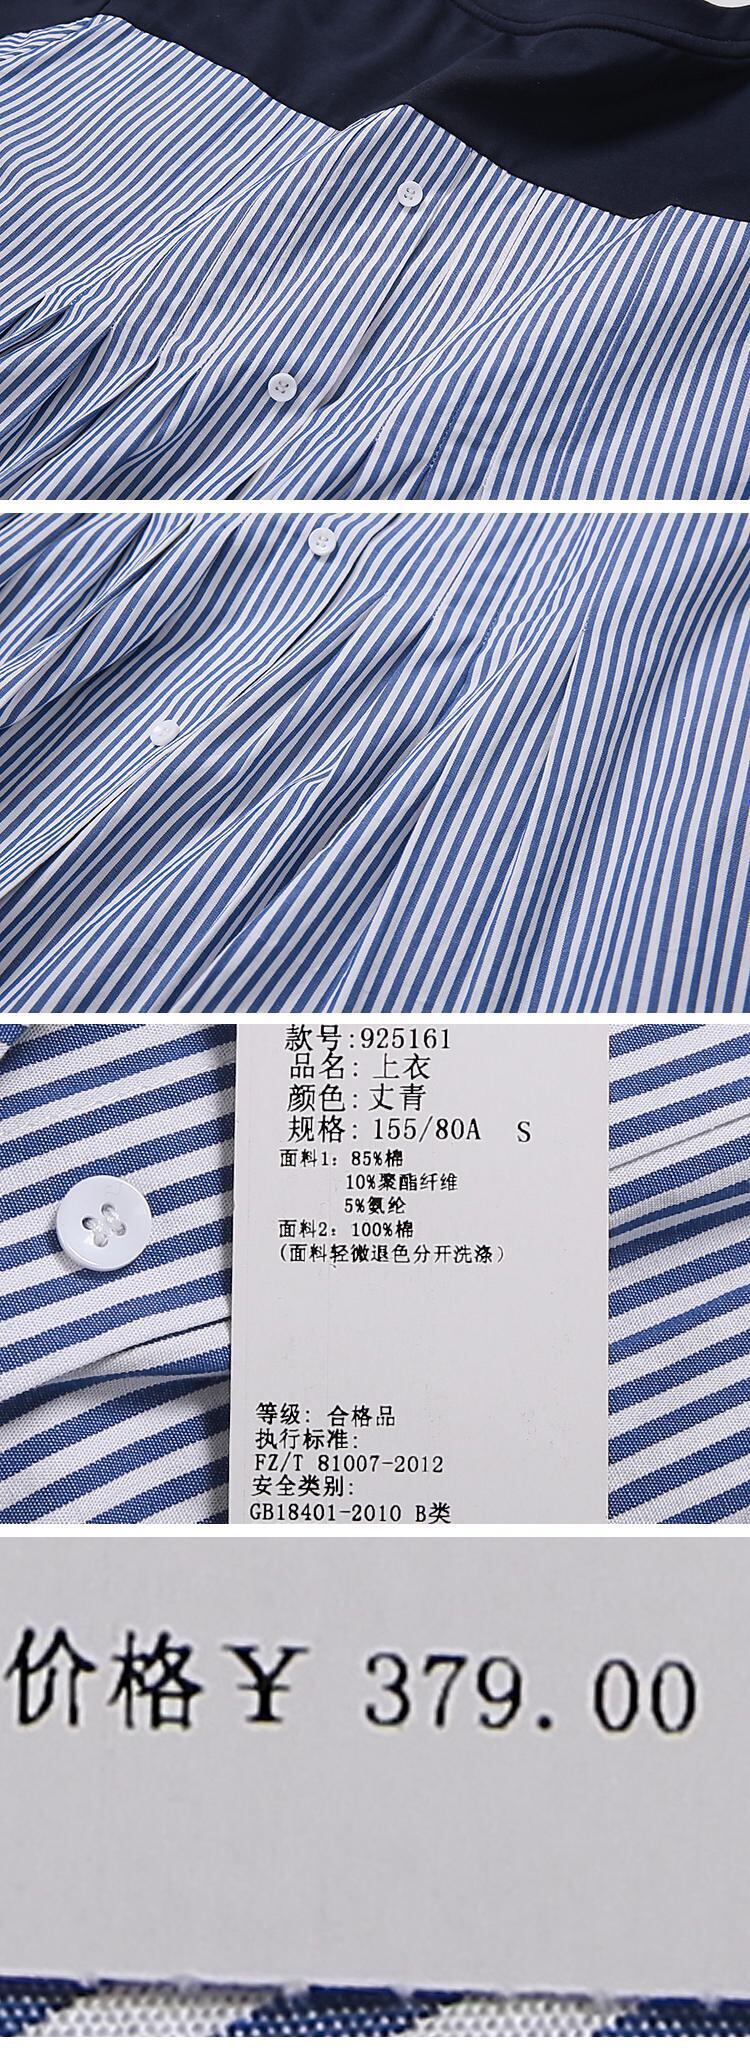 款号:925161
品名:上衣
颜色:丈青
规格:155/80A S
面料1: 85%棉
10%聚酯纤维
5%氨纶
面料2: 100%棉
(面料轻微退色分开洗涤)
等级: 合格品
执行标准:
FZ/T 81007-2012
安全类别:
GB18401-2010 B类
价格¥ 379.00